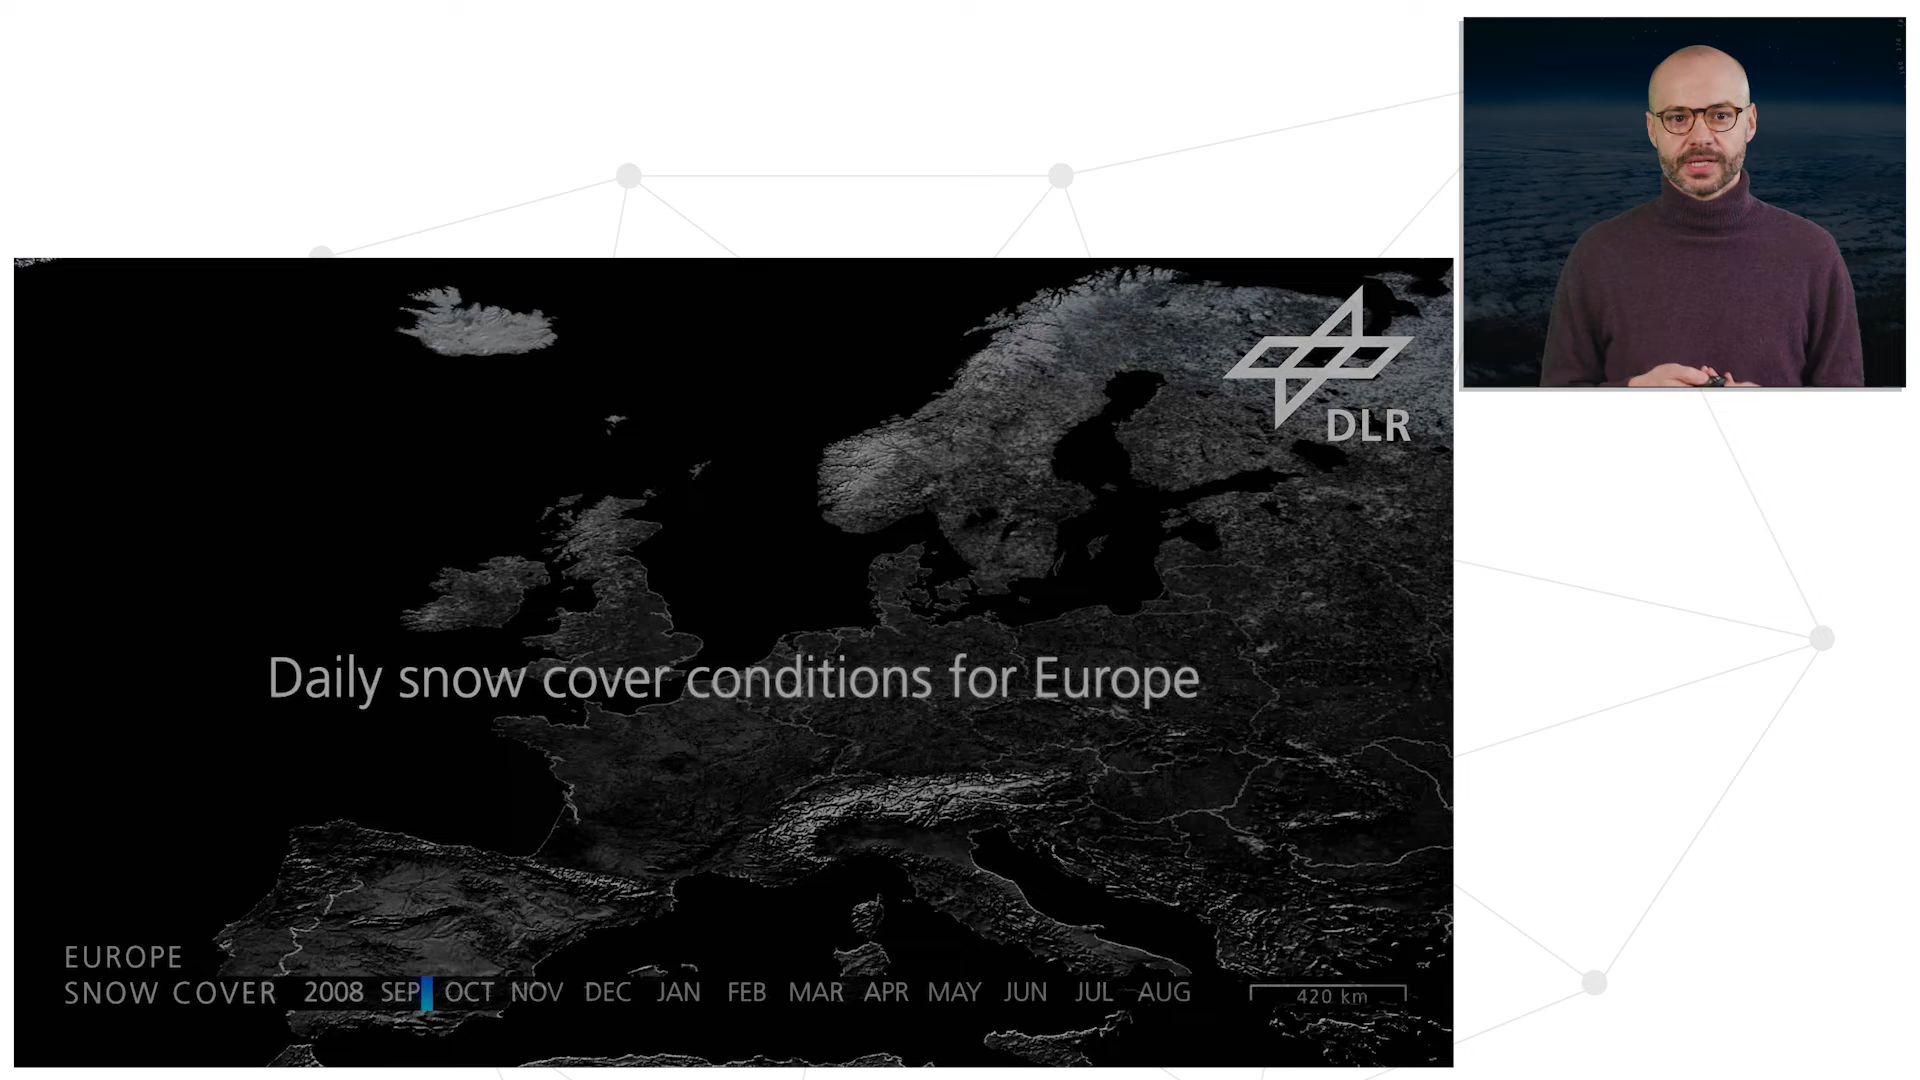 DLR
Daily snow cover conditions for Europe
EUROPE
SNOW COVER 2008 SEP OCT NOV DEC JAN FEB MAR APR MAY JUN JUL AUG
420 km